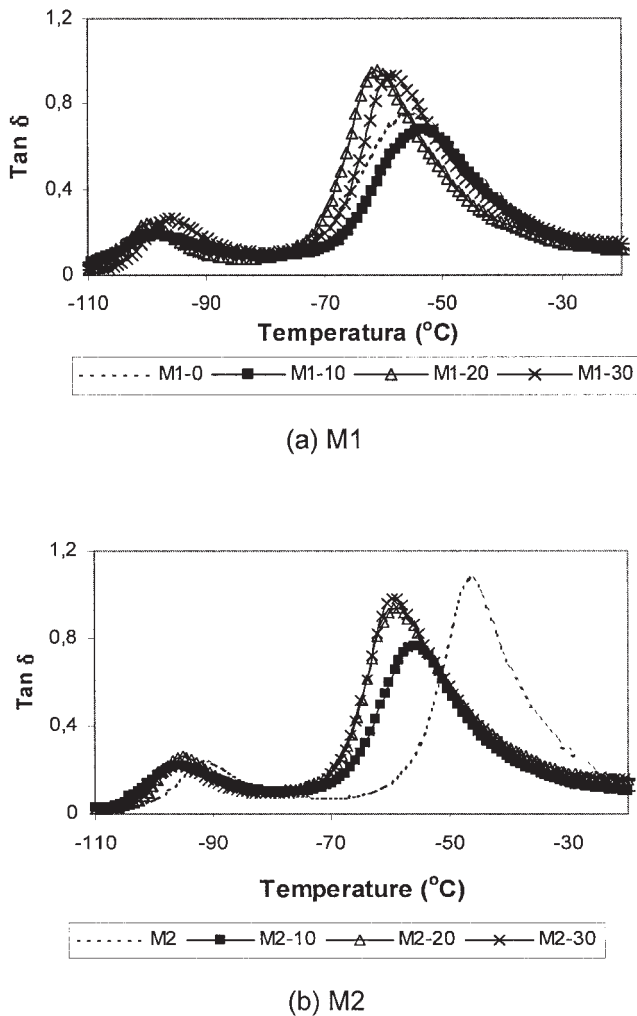 1,2
0,8
0,4
0
Tan δ
-110 -90 -70 -50 -30
Temperatura (°C)
M1-0 M1-10 M1-20 M1-30
(a) M1
1,2
0,8
0,4
0
Tan δ
-110 -90 -70 -50 -30
Temperature (°C)
M2 M2-10 M2-20 M2-30
(b) M2